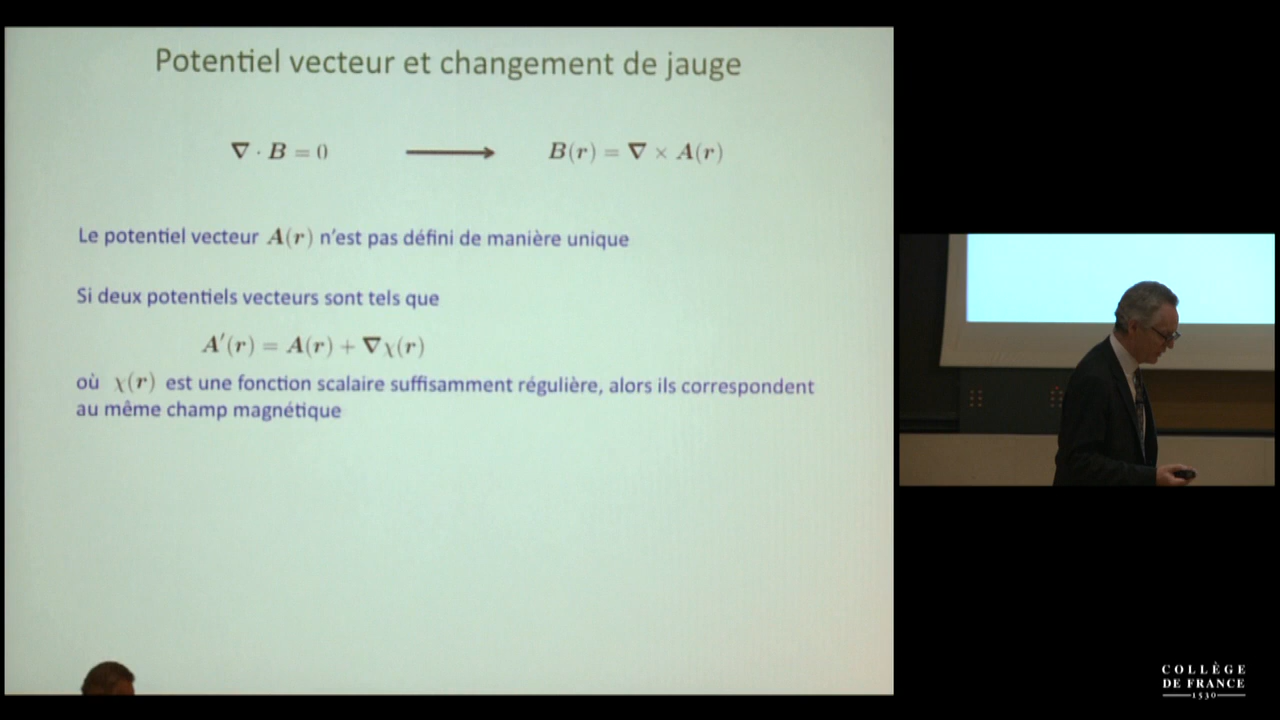 Potentiel vecteur et changement de jauge
∇ · B = 0 ⟶ B(r) = ∇ × A(r)
Le potentiel vecteur A(r) n'est pas défini de manière unique
Si deux potentiels vecteurs sont tels que
A′(r) = A(r) + ∇χ(r)
où χ(r) est une fonction scalaire suffisamment régulière, alors ils correspondent
au même champ magnétique
COLLÈGE
DE FRANCE
1530